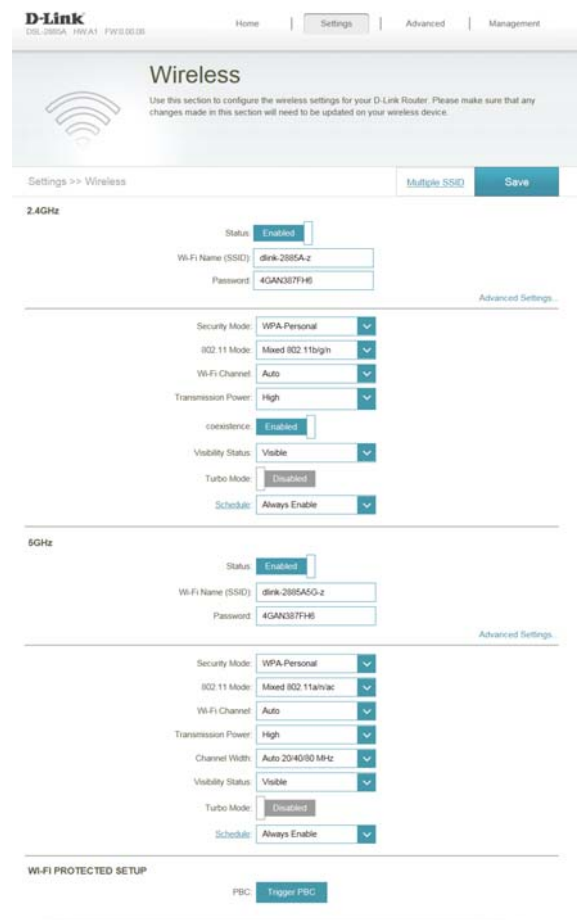 D-Link
DSL-2885A HW:A1 FW:0.00.08
Home | Settings | Advanced | Management
Wireless
Use this section to configure the wireless settings for your D-Link Router. Please make sure that any
changes made in this section will need to be updated on your wireless device.
Settings >> Wireless
Multiple SSID
Save
2.4GHz
Status: Enabled
Wi-Fi Name (SSID): dlink-2885A-z
Password: 4GAN387FH6
Advanced Settings...
Security Mode: WPA-Personal
802.11 Mode: Mixed 802.11b/g/n
Wi-Fi Channel: Auto
Transmission Power: High
coexistence: Enabled
Visibility Status: Visible
Turbo Mode: Disabled
Schedule: Always Enable
5GHz
Status: Enabled
Wi-Fi Name (SSID): dlink-2885A5G-z
Password: 4GAN387FH6
Advanced Settings...
Security Mode: WPA-Personal
802.11 Mode: Mixed 802.11a/n/ac
Wi-Fi Channel: Auto
Transmission Power: High
Channel Width: Auto 20/40/80 MHz
Visibility Status: Visible
Turbo Mode: Disabled
Schedule: Always Enable
WI-FI PROTECTED SETUP
PBC: Trigger PBC